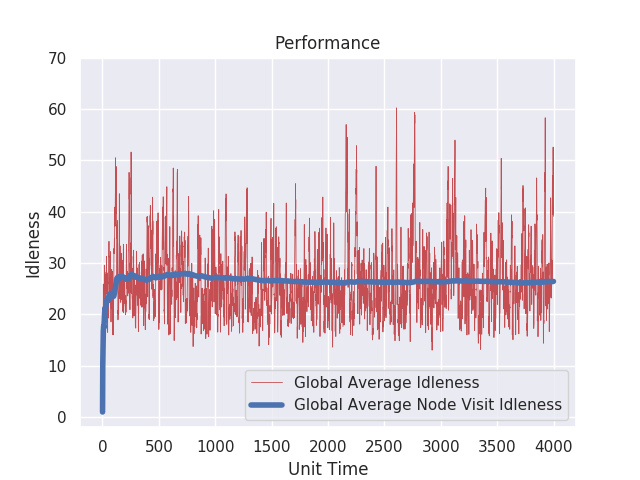 Performance
70
60
50
40
30
20
10
0
Idleness
Global Average Idleness
Global Average Node Visit Idleness
0 500 1000 1500 2000 2500 3000 3500 4000
Unit Time